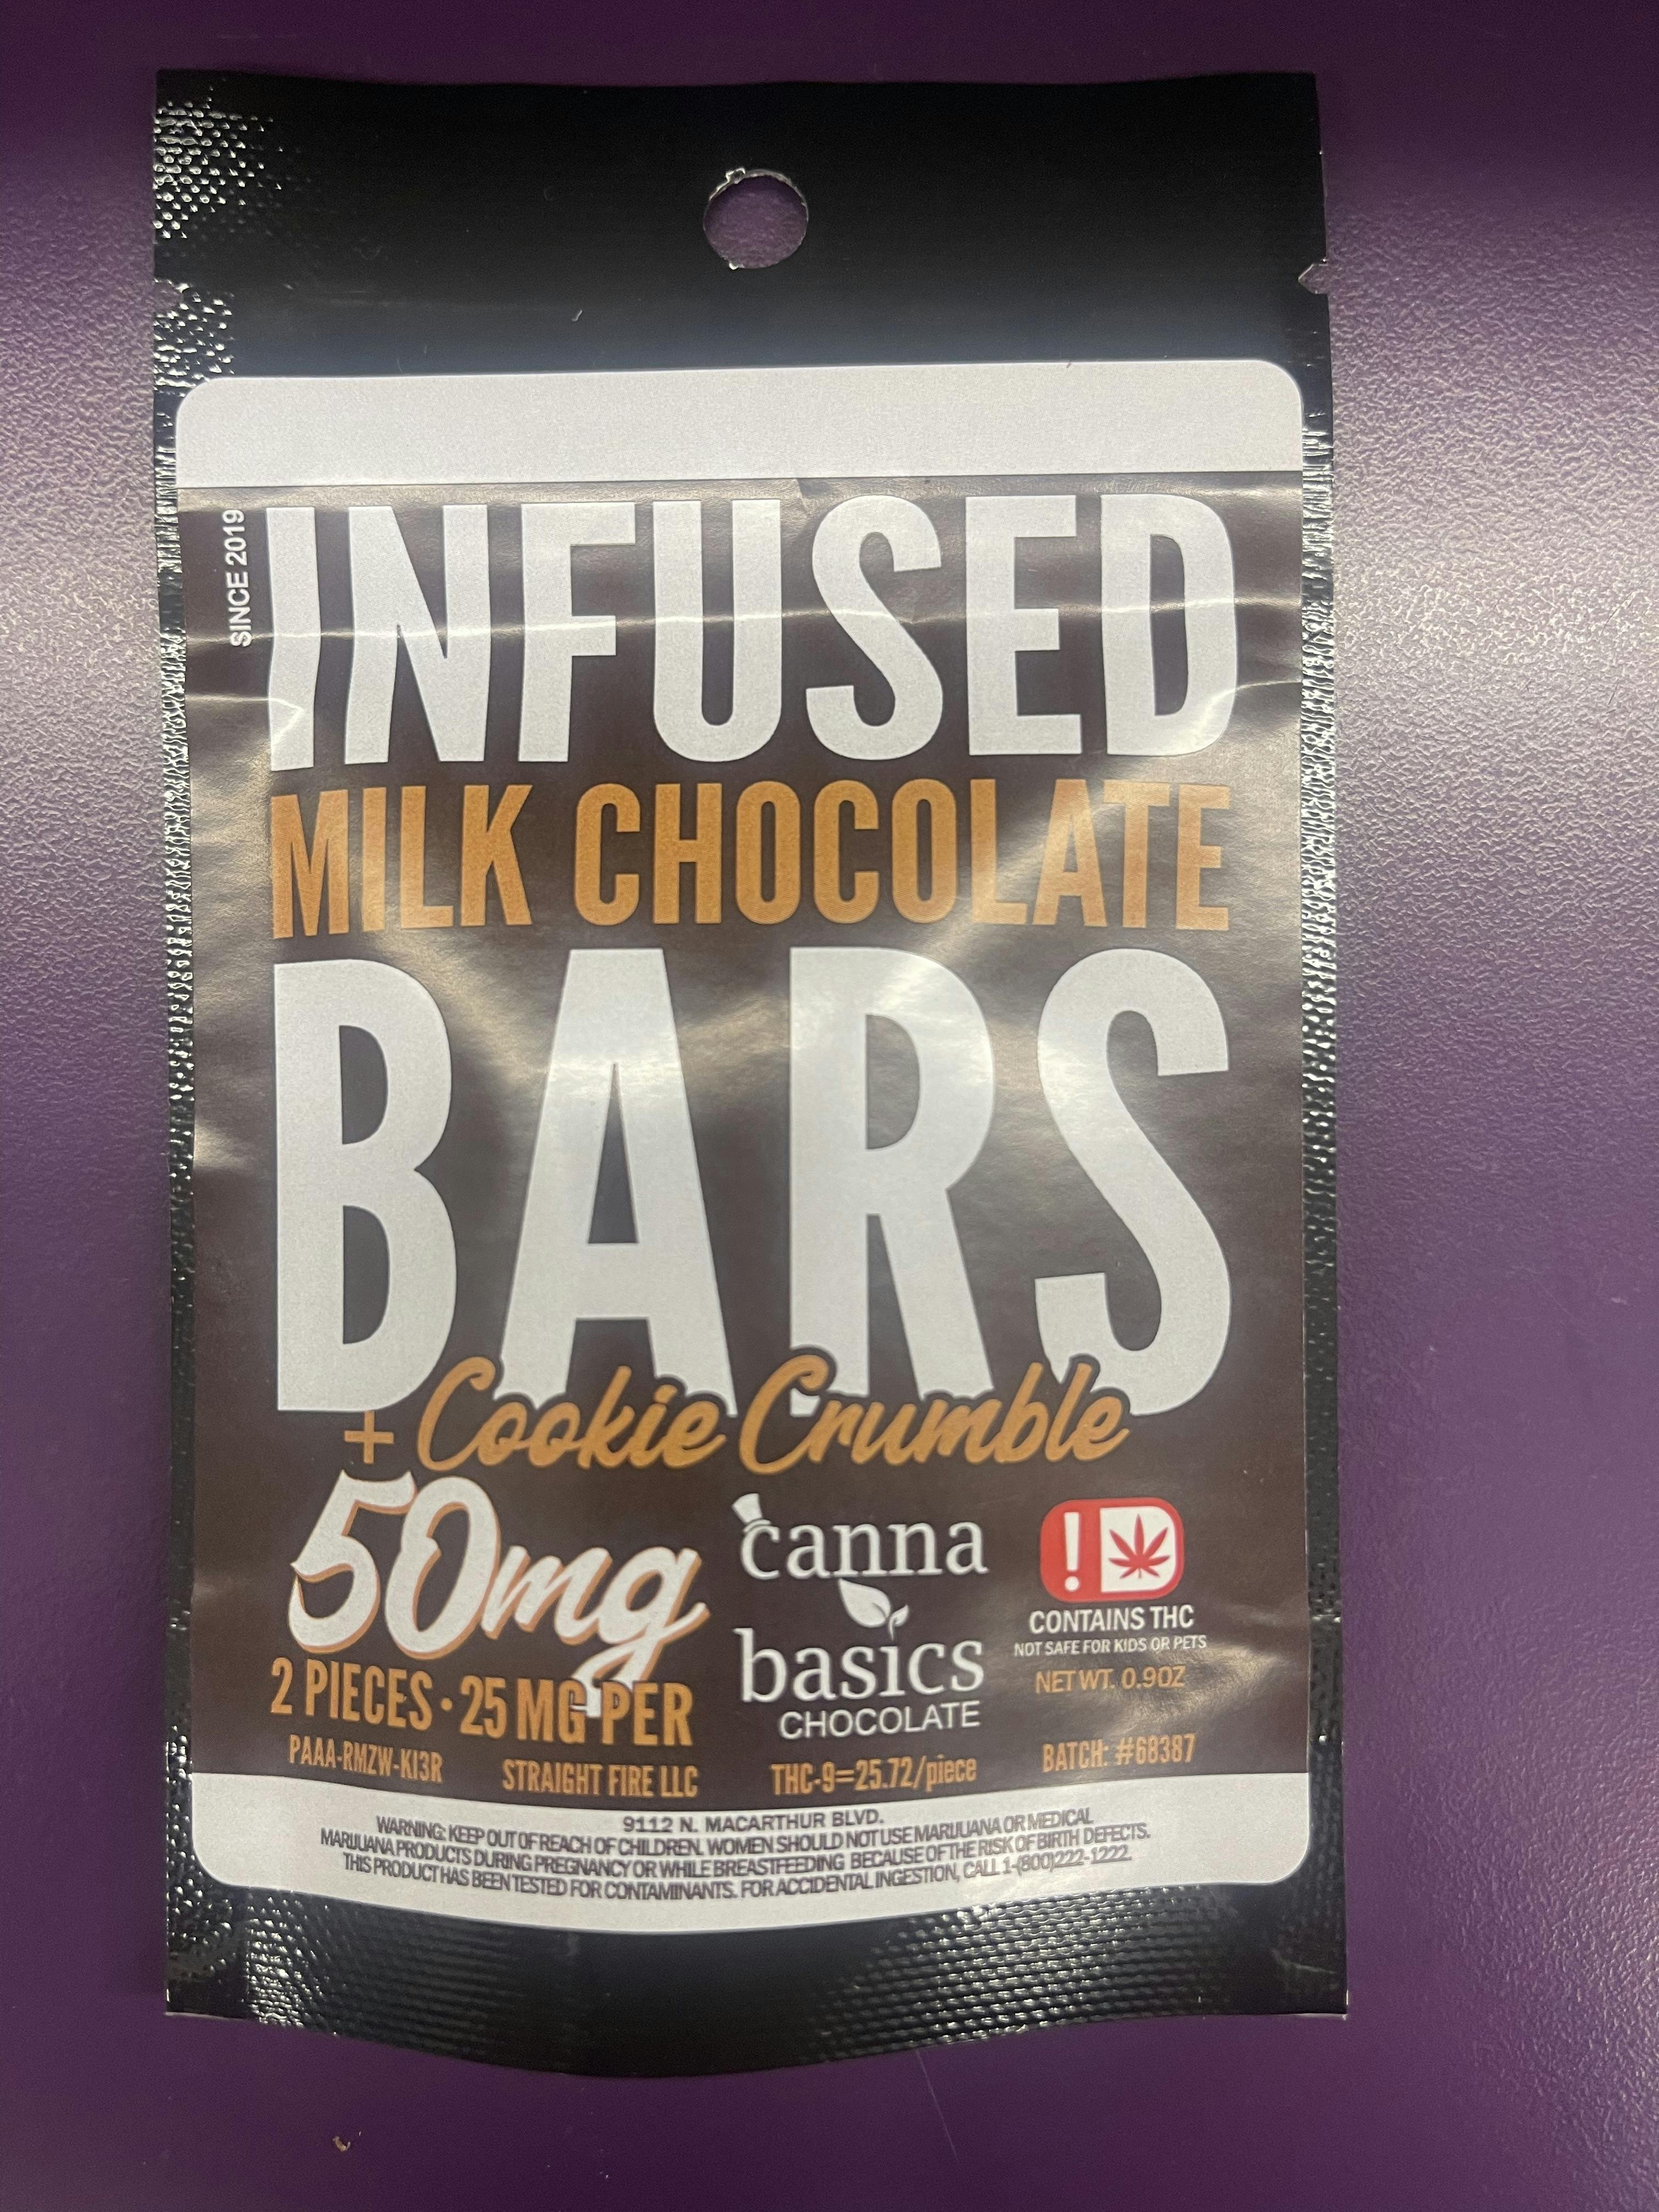 SINCE 2019
INFUSED
MILK CHOCOLATE
BARS
+ Cookie Crumble
50mg
2 PIECES · 25 MG PER
canna
basics
CHOCOLATE
!
CONTAINS THC
NOT SAFE FOR KIDS OR PETS
NET WT. 0.9OZ
PAAA-RMZW-KI3R
STRAIGHT FIRE LLC
THC-9=25.72/piece
BATCH: #68387
9112 N. MACARTHUR BLVD.
WARNING: KEEP OUT OF REACH OF CHILDREN. WOMEN SHOULD NOT USE MARIJUANA OR MEDICAL
MARIJUANA PRODUCTS DURING PREGNANCY OR WHILE BREASTFEEDING BECAUSE OF THE RISK OF BIRTH DEFECTS.
THIS PRODUCT HAS BEEN TESTED FOR CONTAMINANTS. FOR ACCIDENTAL INGESTION, CALL 1-(800)222-1222.